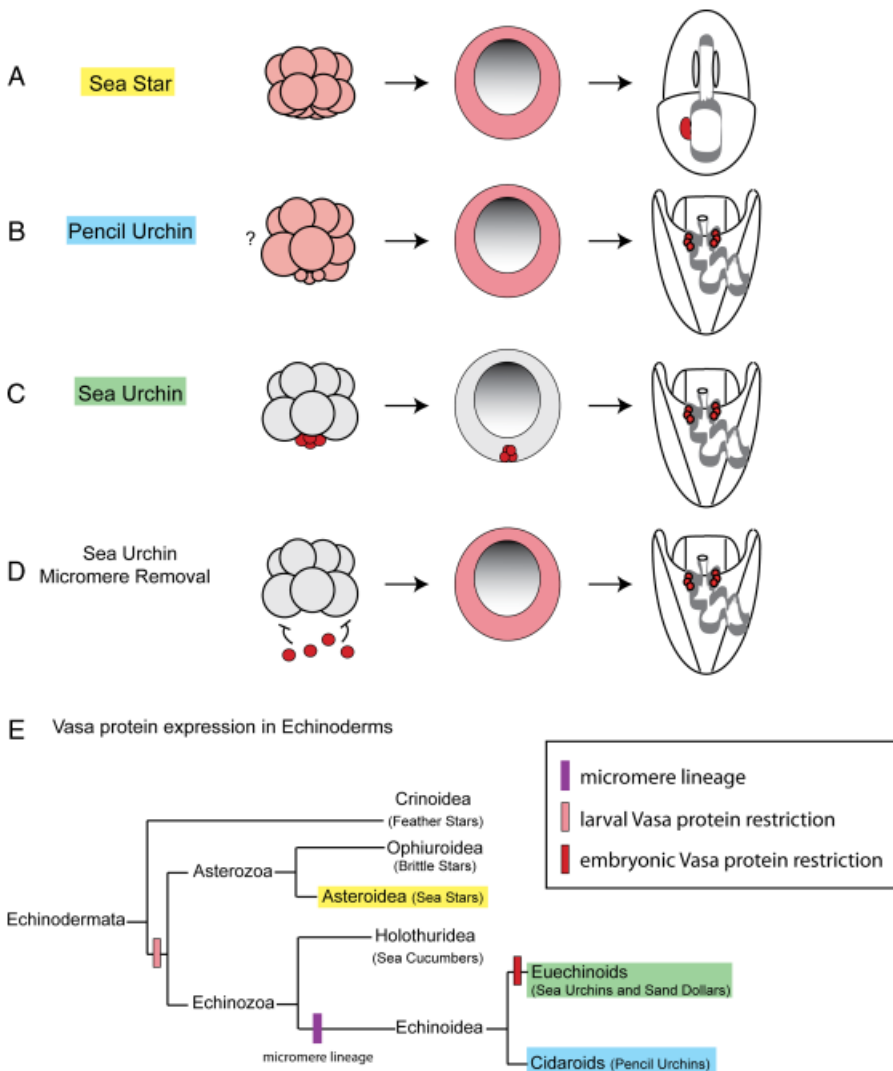 A
Sea Star
B
Pencil Urchin
?
C
Sea Urchin
D
Sea Urchin
Micromere Removal
E Vasa protein expression in Echinoderms
micromere lineage
larval Vasa protein restriction
embryonic Vasa protein restriction
Crinoidea
(Feather Stars)
Ophiuroidea
(Brittle Stars)
Asterozoa
Asteroidea (Sea Stars)
Echinodermata
Holothuridea
(Sea Cucumbers)
Euechinoids
(Sea Urchins and Sand Dollars)
Echinozoa
Echinoidea
micromere lineage
Cidaroids (Pencil Urchins)